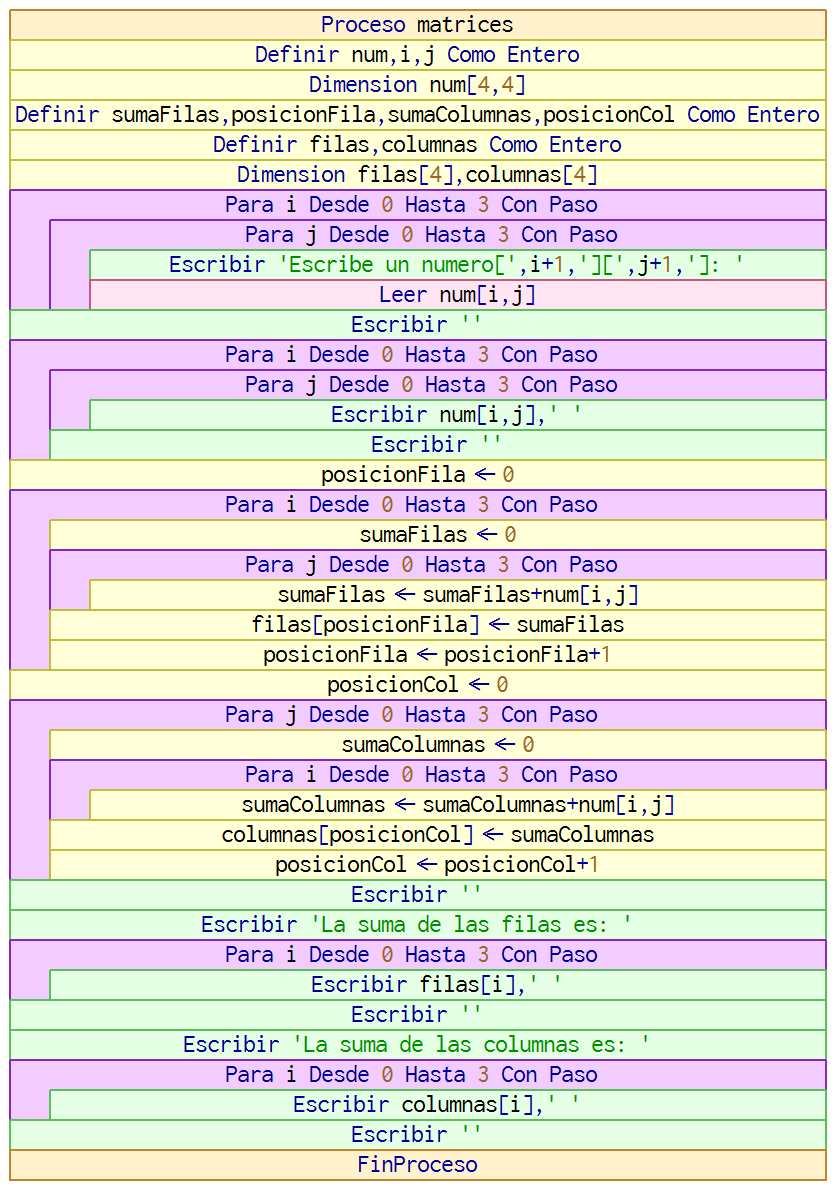 Proceso matrices
Definir num,i,j Como Entero
Dimension num[4,4]
Definir sumaFilas,posicionFila,sumaColumnas,posicionCol Como Entero
Definir filas,columnas Como Entero
Dimension filas[4],columnas[4]
Para i Desde 0 Hasta 3 Con Paso
Para j Desde 0 Hasta 3 Con Paso
Escribir 'Escribe un numero[',i+1,'][',j+1,']: '
Leer num[i,j]
Escribir ''
Para i Desde 0 Hasta 3 Con Paso
Para j Desde 0 Hasta 3 Con Paso
Escribir num[i,j],' '
Escribir ''
posicionFila ← 0
Para i Desde 0 Hasta 3 Con Paso
sumaFilas ← 0
Para j Desde 0 Hasta 3 Con Paso
sumaFilas ← sumaFilas+num[i,j]
filas[posicionFila] ← sumaFilas
posicionFila ← posicionFila+1
posicionCol ← 0
Para j Desde 0 Hasta 3 Con Paso
sumaColumnas ← 0
Para i Desde 0 Hasta 3 Con Paso
sumaColumnas ← sumaColumnas+num[i,j]
columnas[posicionCol] ← sumaColumnas
posicionCol ← posicionCol+1
Escribir ''
Escribir 'La suma de las filas es: '
Para i Desde 0 Hasta 3 Con Paso
Escribir filas[i],' '
Escribir ''
Escribir 'La suma de las columnas es: '
Para i Desde 0 Hasta 3 Con Paso
Escribir columnas[i],' '
Escribir ''
FinProceso